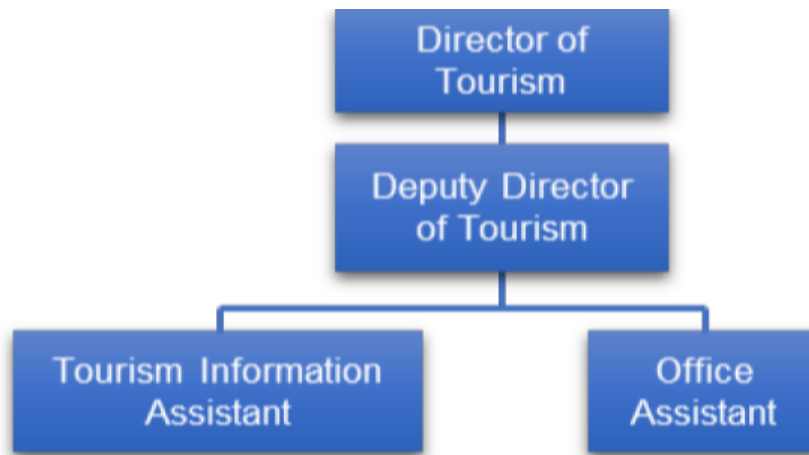 Director of
Tourism
Deputy Director
of Tourism
Tourism Information
Assistant
Office
Assistant